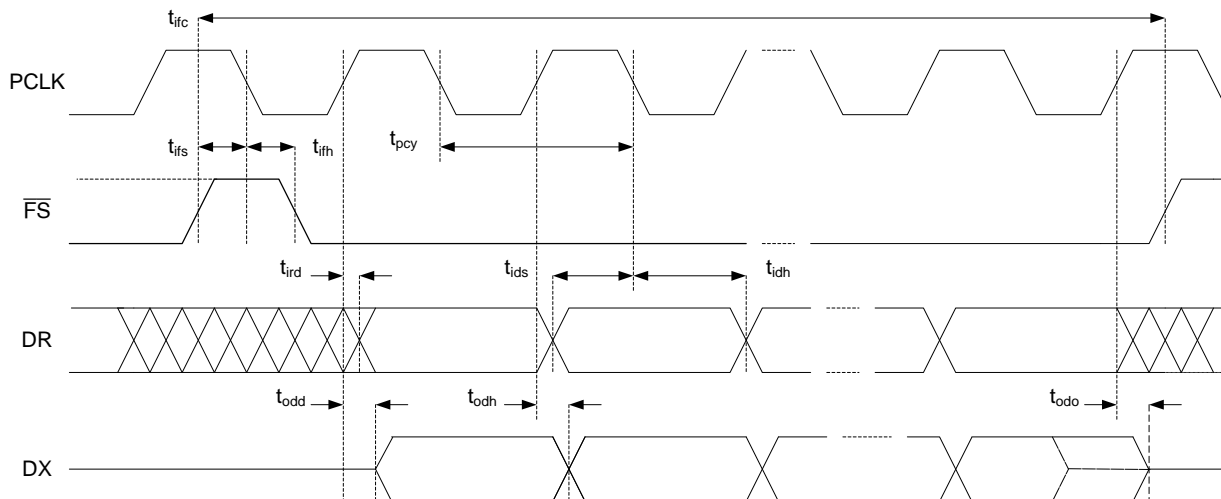 tifc
PCLK
tifs
tifh
tpcy
FS
tird
tids
tidh
DR
todd
todh
todo
DX